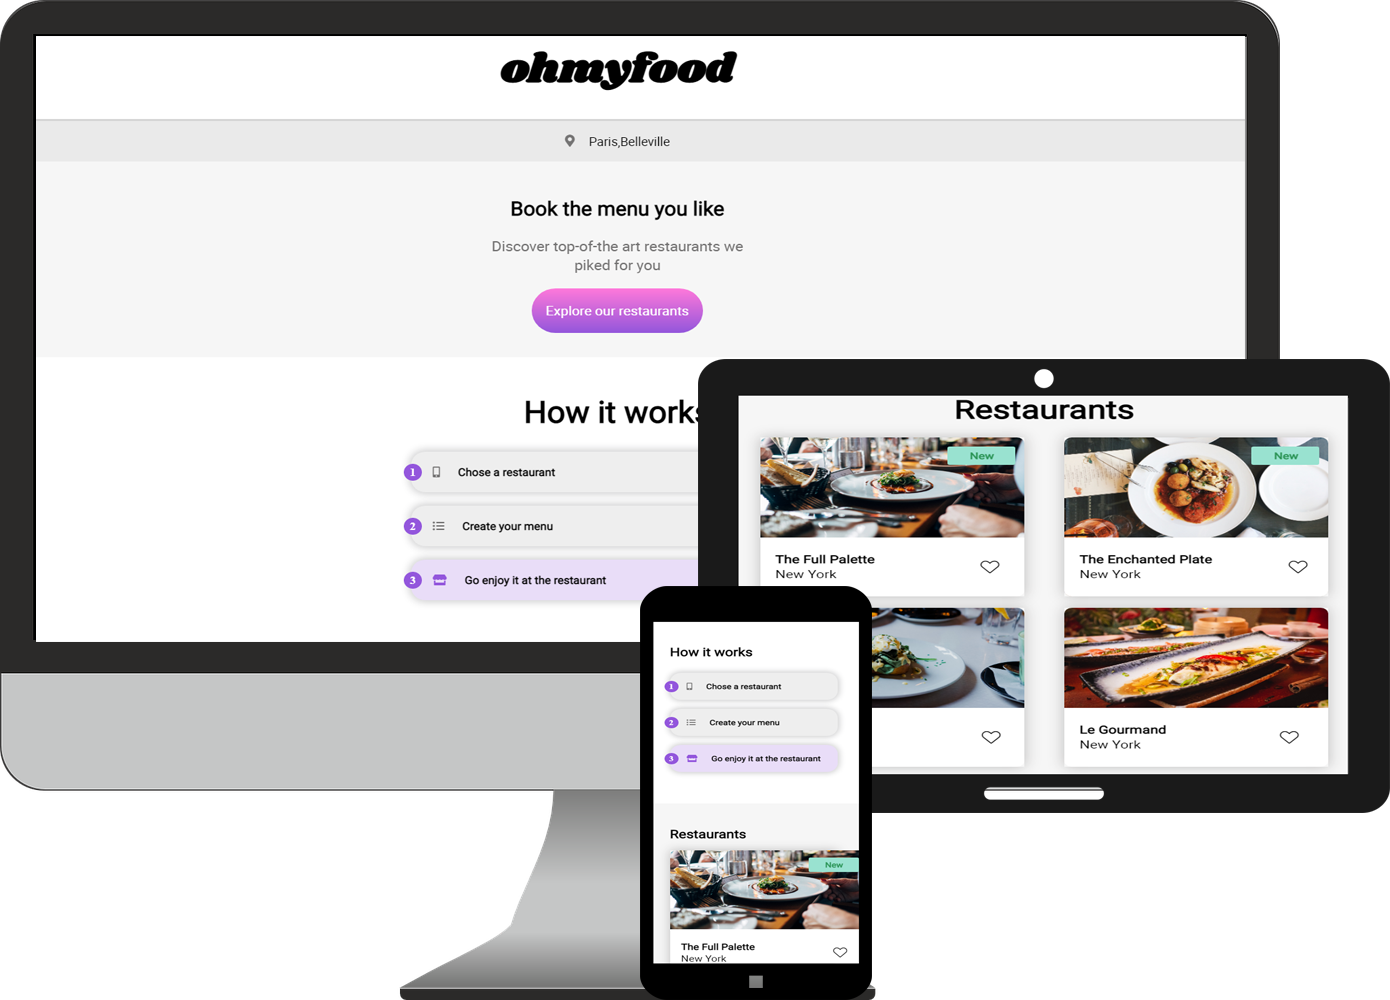 ohmyfood
Paris,Belleville
Book the menu you like
Discover top-of-the art restaurants we
piked for you
Explore our restaurants
How it works
1 Chose a restaurant
2 Create your menu
3 Go enjoy it at the restaurant
Restaurants
New
New
The Full Palette
New York
The Enchanted Plate
New York
Le Gourmand
New York
How it works
1 Chose a restaurant
2 Create your menu
3 Go enjoy it at the restaurant
Restaurants
New
The Full Palette
New York